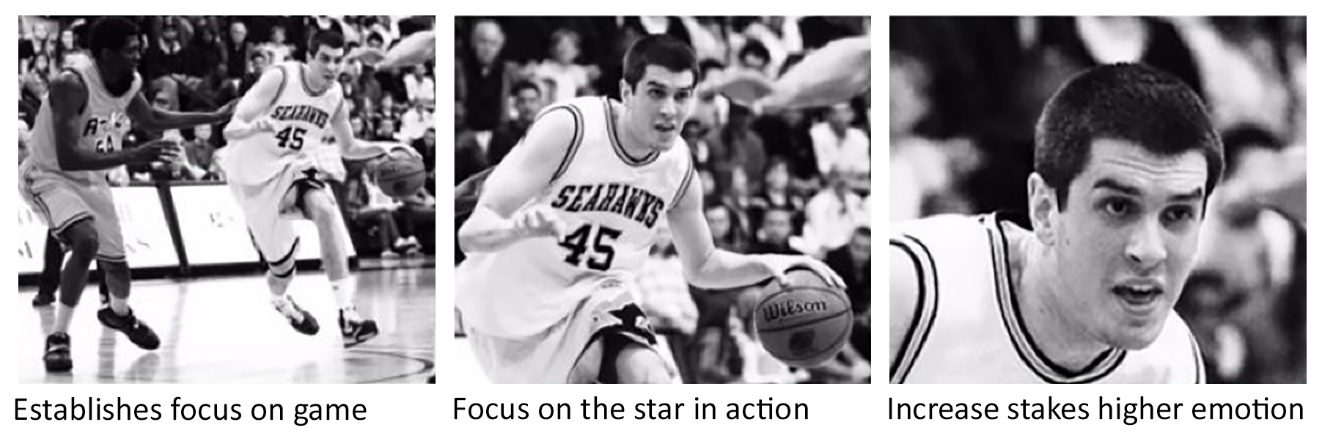 SEAHAWKS
45
SEAHAWKS
45
Wilson
Establishes focus on game
Focus on the star in action
Increase stakes higher emotion